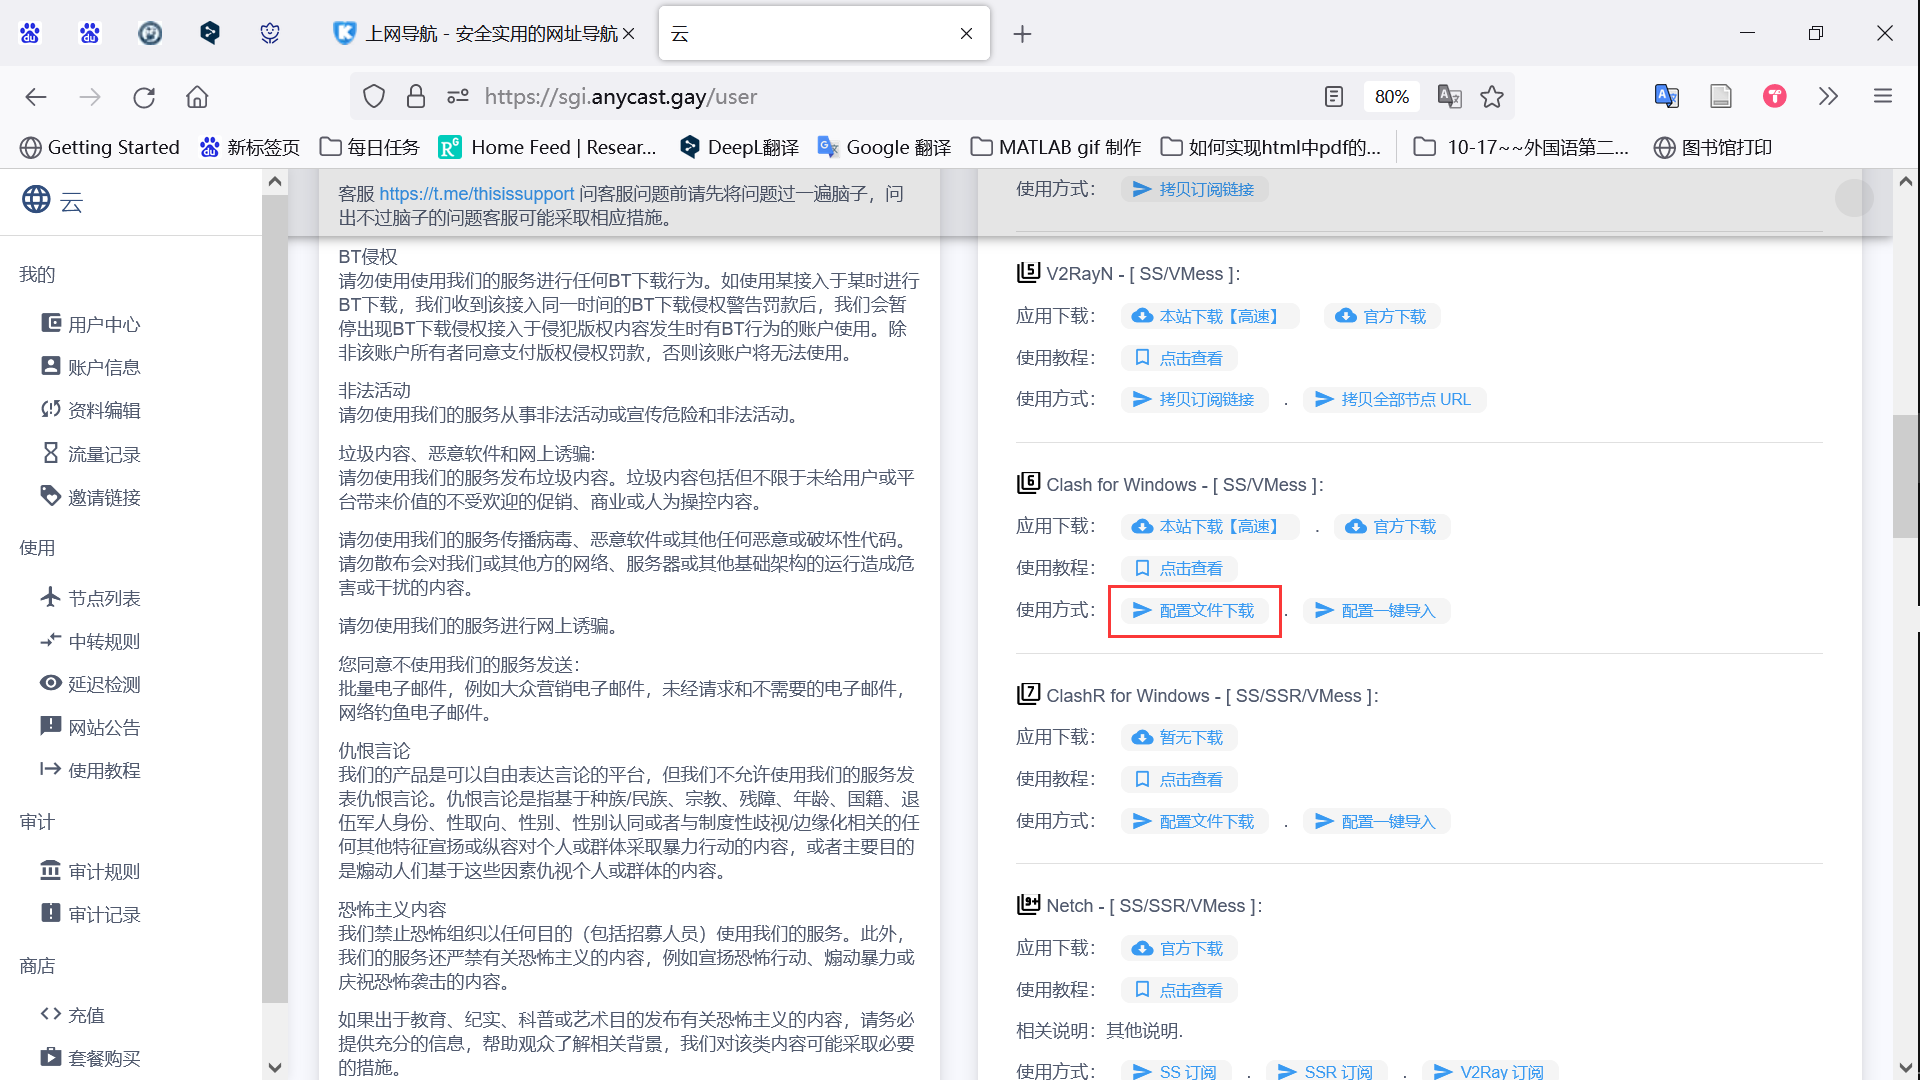 上网导航 - 安全实用的网址导航
云
https://sgi.anycast.gay/user
80%
Getting Started
新标签页
每日任务
Home Feed | Resear...
DeepL翻译
Google 翻译
MATLAB gif 制作
如何实现html中pdf的...
10-17~~外国语第二...
图书馆打印
云
我的
用户中心
账户信息
资料编辑
流量记录
邀请链接
使用
节点列表
中转规则
延迟检测
网站公告
使用教程
审计
审计规则
审计记录
商店
充值
套餐购买
客服 https://t.me/thisissupport 问客服问题前请先将问题过一遍脑子，问
出不过脑子的问题客服可能采取相应措施。
BT侵权
请勿使用使用我们的服务进行任何BT下载行为。如使用某接入于某时进行
BT下载，我们收到该接入同一时间的BT下载侵权警告罚款后，我们会暂
停出现BT下载侵权接入于侵犯版权内容发生时有BT行为的账户使用。除
非该账户所有者同意支付版权侵权罚款，否则该账户将无法使用。
非法活动
请勿使用我们的服务从事非法活动或宣传危险和非法活动。
垃圾内容、恶意软件和网上诱骗:
请勿使用我们的服务发布垃圾内容。垃圾内容包括但不限于未给用户或平
台带来价值的不受欢迎的促销、商业或人为操控内容。
请勿使用我们的服务传播病毒、恶意软件或其他任何恶意或破坏性代码。
请勿散布会对我们或其他方的网络、服务器或其他基础架构的运行造成危
害或干扰的内容。
请勿使用我们的服务进行网上诱骗。
您同意不使用我们的服务发送：
批量电子邮件，例如大众营销电子邮件，未经请求和不需要的电子邮件，
网络钓鱼电子邮件。
仇恨言论
我们的产品是可以自由表达言论的平台，但我们不允许使用我们的服务发
表仇恨言论。仇恨言论是指基于种族/民族、宗教、残障、年龄、国籍、退
伍军人身份、性取向、性别、性别认同或者与制度性歧视/边缘化相关的任
何其他特征宣扬或纵容对个人或群体采取暴力行动的内容，或者主要目的
是煽动人们基于这些因素仇视个人或群体的内容。
恐怖主义内容
我们禁止恐怖组织以任何目的（包括招募人员）使用我们的服务。此外，
我们的服务还严禁有关恐怖主义的内容，例如宣扬恐怖行动、煽动暴力或
庆祝恐怖袭击的内容。
如果出于教育、纪实、科普或艺术目的发布有关恐怖主义的内容，请务必
提供充分的信息，帮助观众了解相关背景，我们对该类内容可能采取必要
的措施。
使用方式： 拷贝订阅链接
5 V2RayN - [ SS/VMess ]：
应用下载： 本站下载【高速】 官方下载
使用教程： 点击查看
使用方式： 拷贝订阅链接 . 拷贝全部节点 URL
6 Clash for Windows - [ SS/VMess ]：
应用下载： 本站下载【高速】 . 官方下载
使用教程： 点击查看
使用方式： 配置文件下载 . 配置一键导入
7 ClashR for Windows - [ SS/SSR/VMess ]：
应用下载： 暂无下载
使用教程： 点击查看
使用方式： 配置文件下载 . 配置一键导入
9+ Netch - [ SS/SSR/VMess ]：
应用下载： 官方下载
使用教程： 点击查看
相关说明：其他说明.
使用方式： SS 订阅 . SSR 订阅 . V2Ray 订阅